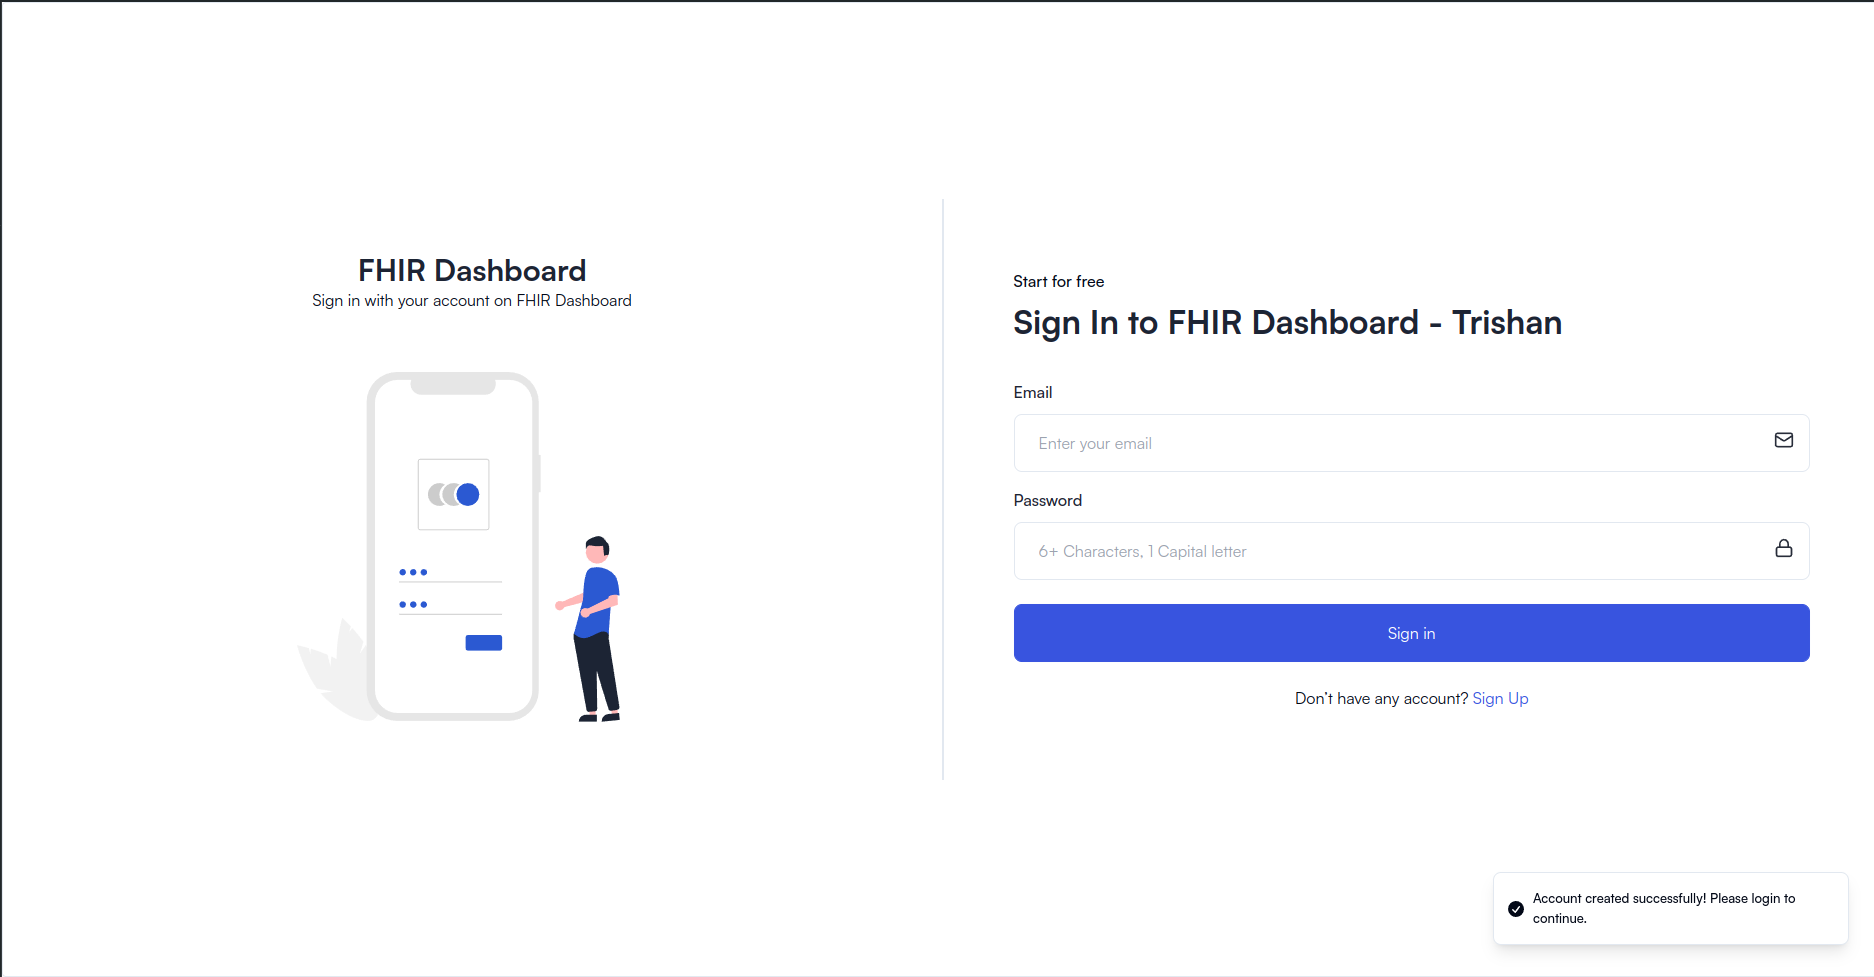 FHIR Dashboard
Sign in with your account on FHIR Dashboard
Start for free
Sign In to FHIR Dashboard - Trishan
Email
Enter your email
Password
6+ Characters, 1 Capital letter
Sign in
Don't have any account? Sign Up
Account created successfully! Please login to
continue.